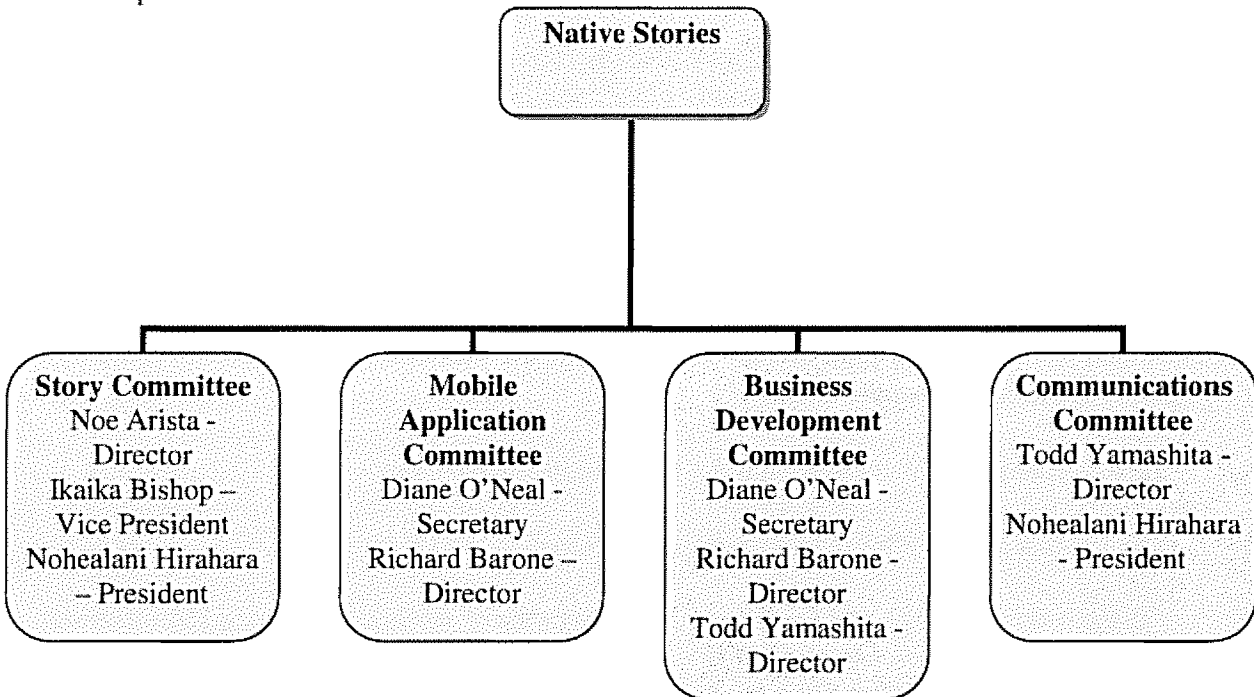 Native Stories
Story Committee
Noe Arista -
Director
Ikaika Bishop –
Vice President
Nohealani Hirahara
– President
Mobile
Application
Committee
Diane O'Neal -
Secretary
Richard Barone –
Director
Business
Development
Committee
Diane O'Neal -
Secretary
Richard Barone -
Director
Todd Yamashita -
Director
Communications
Committee
Todd Yamashita -
Director
Nohealani Hirahara
- President